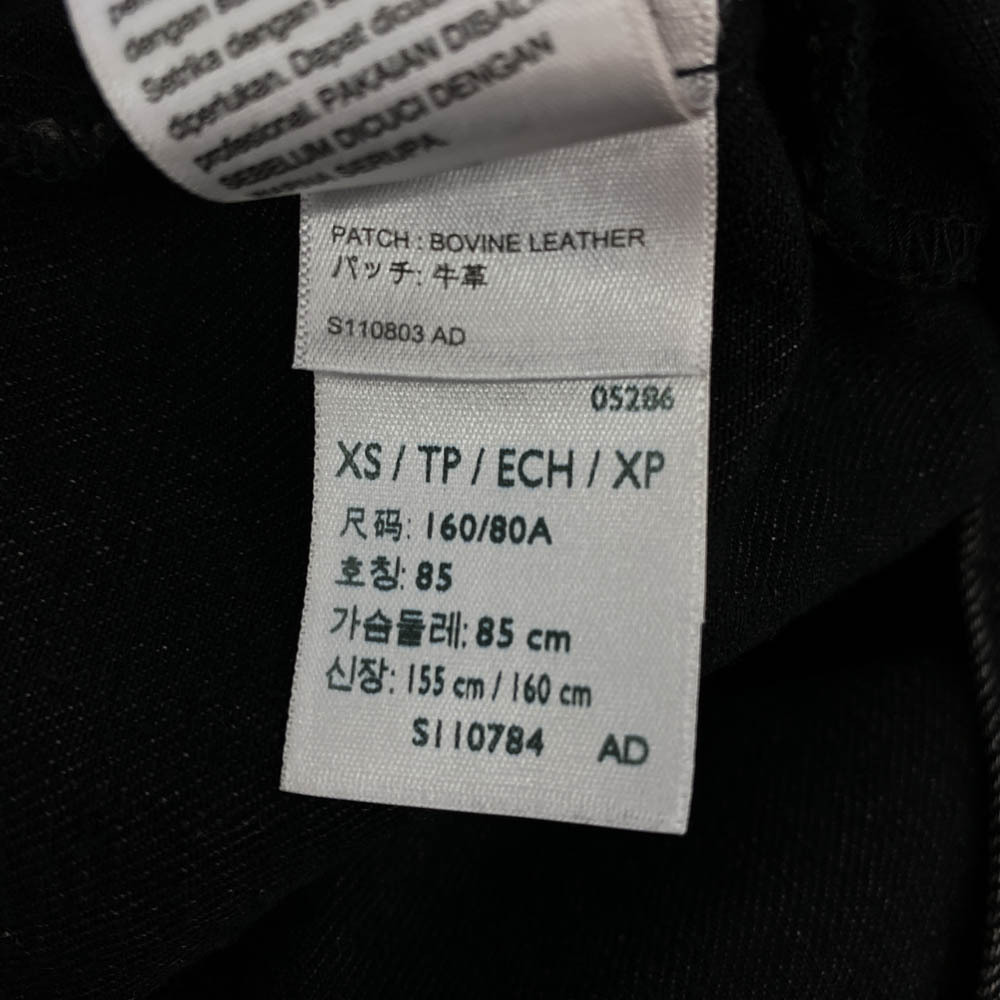 dengan
Setrika dengan
diperlukan. Dapat
profesional. PAKAIAN
SEBELUM DICUCI DENGAN
SERUPA.
PATCH : BOVINE LEATHER
パッチ: 牛革
S110803 AD
05286
XS / TP / ECH / XP
尺码: 160/80A
호칭: 85
가슴둘레: 85 cm
신장: 155 cm / 160 cm
S110784 AD